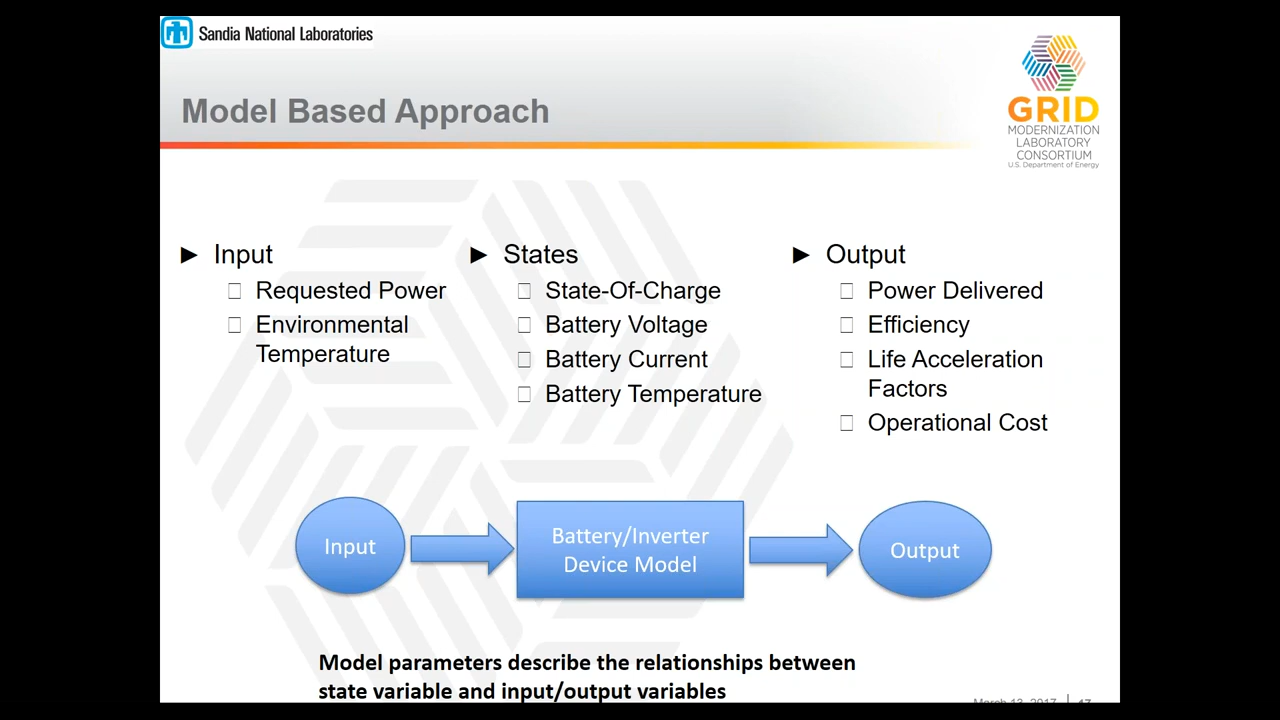 Sandia National Laboratories
GRID
MODERNIZATION
LABORATORY
CONSORTIUM
U.S. Department of Energy
Model Based Approach
► Input
Requested Power
Environmental
Temperature
► States
State-Of-Charge
Battery Voltage
Battery Current
Battery Temperature
► Output
Power Delivered
Efficiency
Life Acceleration
Factors
Operational Cost
Input
Battery/Inverter
Device Model
Output
Model parameters describe the relationships between
state variable and input/output variables
March 13, 2017 | 17